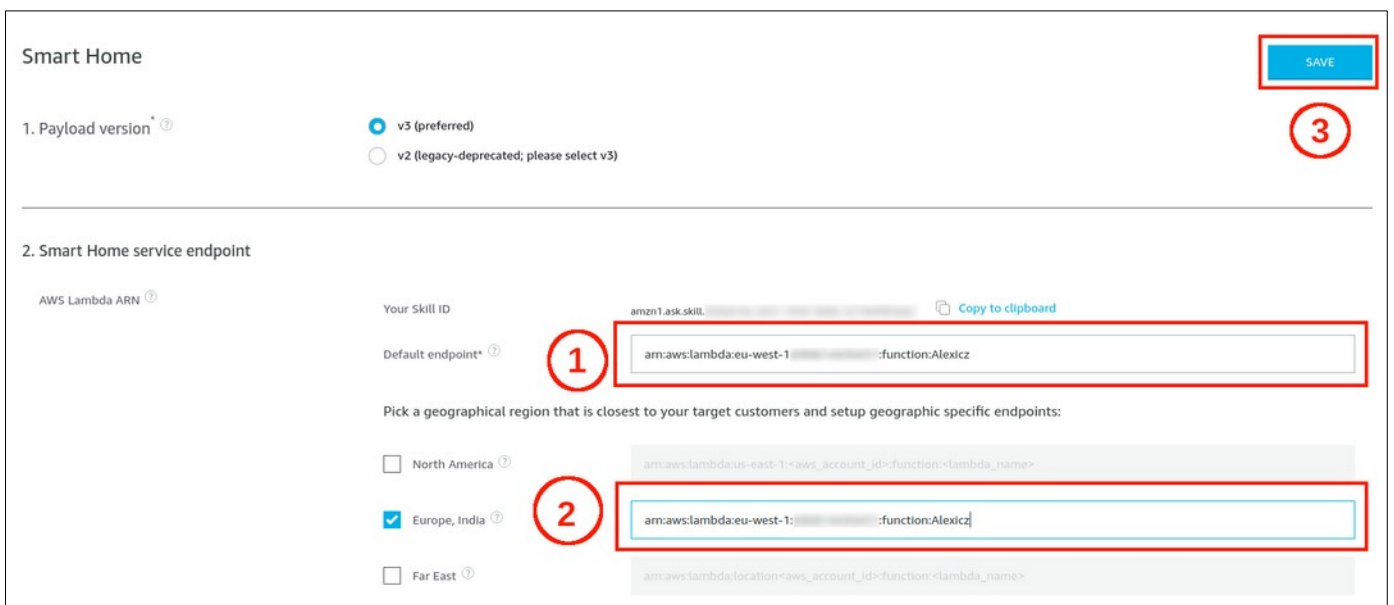 Smart Home
SAVE
1. Payload version*
v3 (preferred)
3
v2 (legacy-deprecated; please select v3)
2. Smart Home service endpoint
AWS Lambda ARN
Your Skill ID amzn1.ask.skill. Copy to clipboard
Default endpoint* 1 arn:aws:lambda:eu-west-1 :function:Alexicz
Pick a geographical region that is closest to your target customers and setup geographic specific endpoints:
North America arn:aws:lambda:us-east-1:<aws_account_id>:function:<lambda_name>
Europe, India 2 arn:aws:lambda:eu-west-1: :function:Alexicz
Far East arn:aws:lambda:location<aws_account_id>:function:<lambda_name>